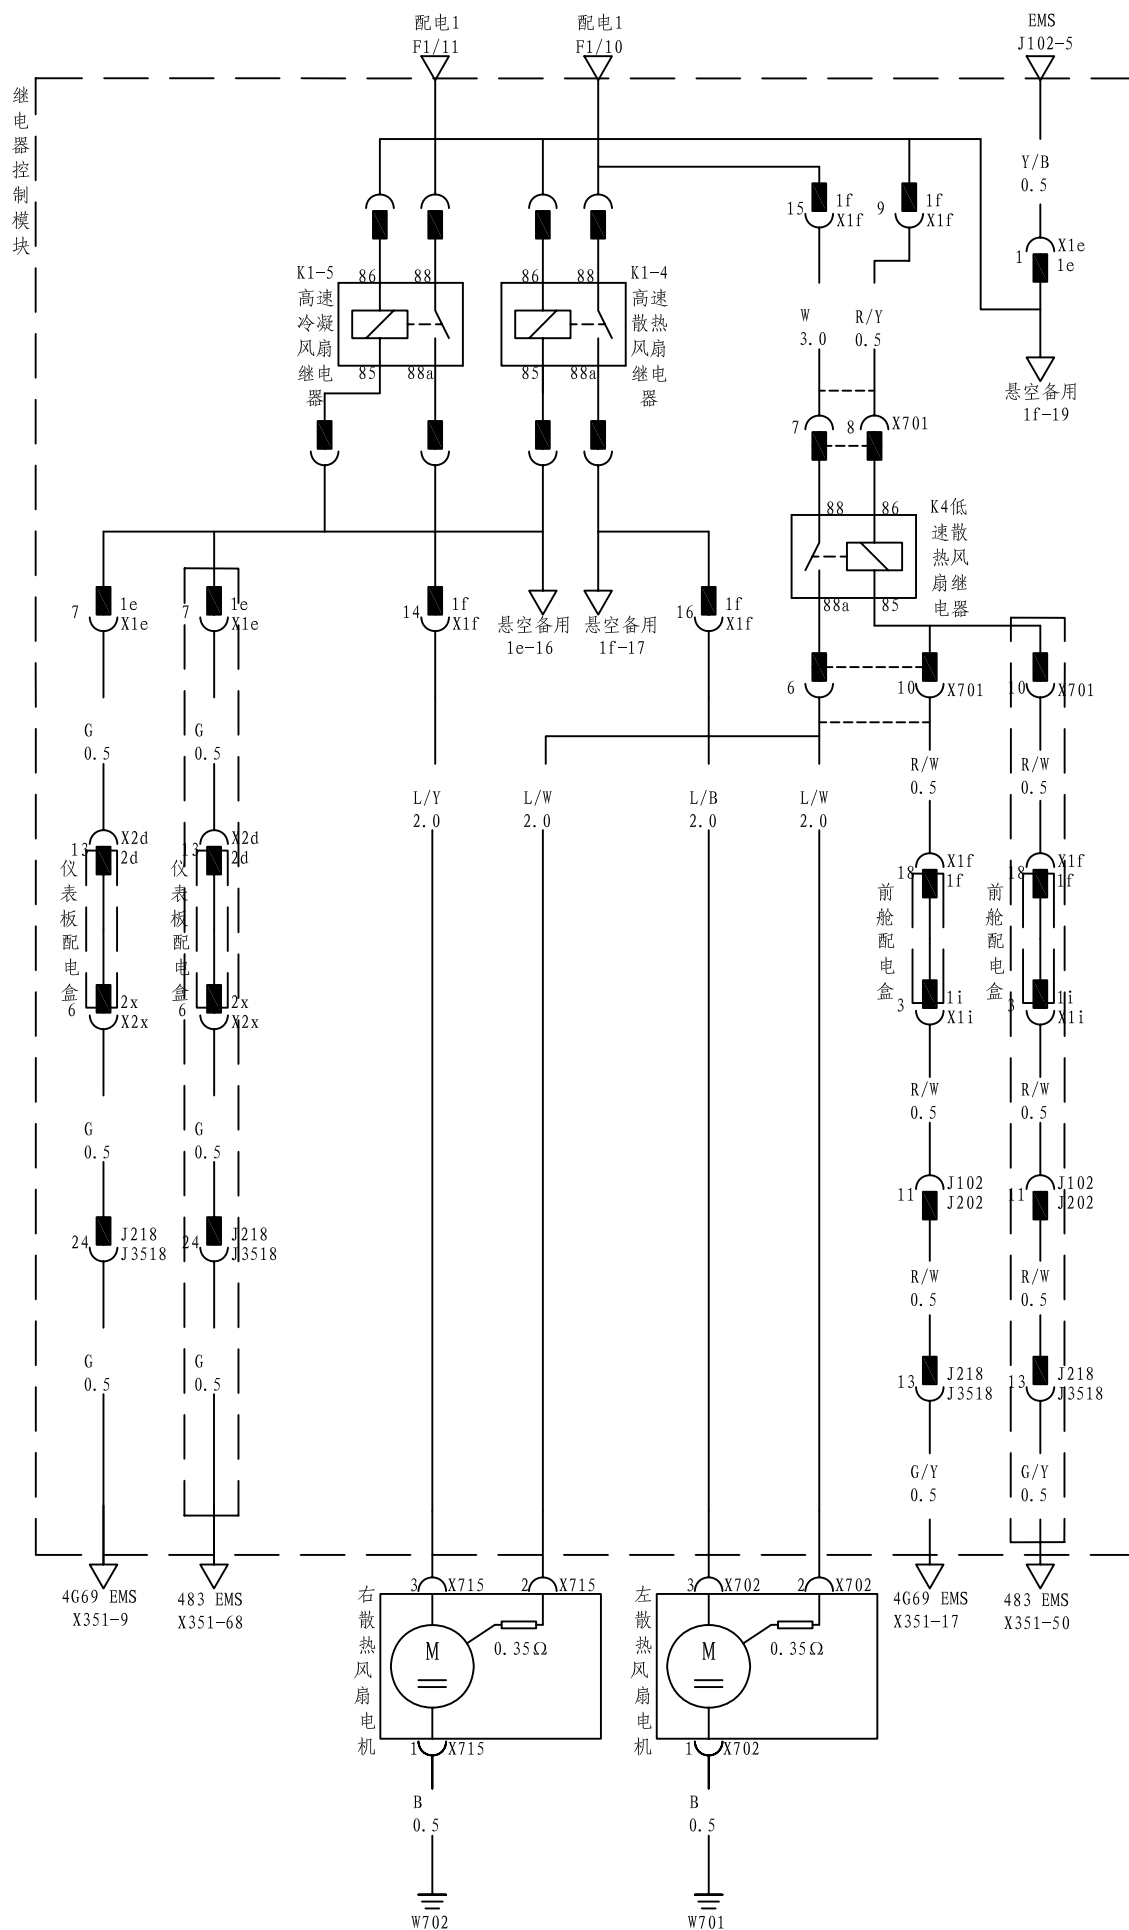 配电1
F1/11
配电1
F1/10
EMS
J102-5
继电器控制模块
Y/B
0.5
15
1f
X1f
9
1f
X1f
1
X1e
1e
K1-5
高速
冷凝
风扇
继电
器
86
88
85
88a
86
88
85
88a
K1-4
高速
散热
风扇
继电
器
W
3.0
R/Y
0.5
悬空备用
1f-19
7
8
X701
88
86
88a
85
K4低
速散
热风
扇继
电器
7
1e
X1e
7
1e
X1e
14
1f
X1f
悬空备用
1e-16
悬空备用
1f-17
16
1f
X1f
6
10
X701
10
X701
G
0.5
G
0.5
L/Y
2.0
L/W
2.0
L/B
2.0
L/W
2.0
R/W
0.5
R/W
0.5
13
X2d
2d
13
X2d
2d
仪表板配电盒
仪表板配电盒
18
X1f
1f
18
X1f
1f
前舱配电盒
前舱配电盒
6
2x
X2x
6
2x
X2x
3
1i
X1i
3
1i
X1i
G
0.5
G
0.5
R/W
0.5
R/W
0.5
11
J102
J202
11
J102
J202
24
J218
J3518
24
J218
J3518
R/W
0.5
R/W
0.5
G
0.5
G
0.5
13
J218
J3518
13
J218
J3518
G/Y
0.5
G/Y
0.5
4G69 EMS
X351-9
483 EMS
X351-68
3
X715
2
X715
3
X702
2
X702
4G69 EMS
X351-17
483 EMS
X351-50
右散热风扇电机
M
0.35Ω
左散热风扇电机
M
0.35Ω
1
X715
1
X702
B
0.5
B
0.5
W702
W701